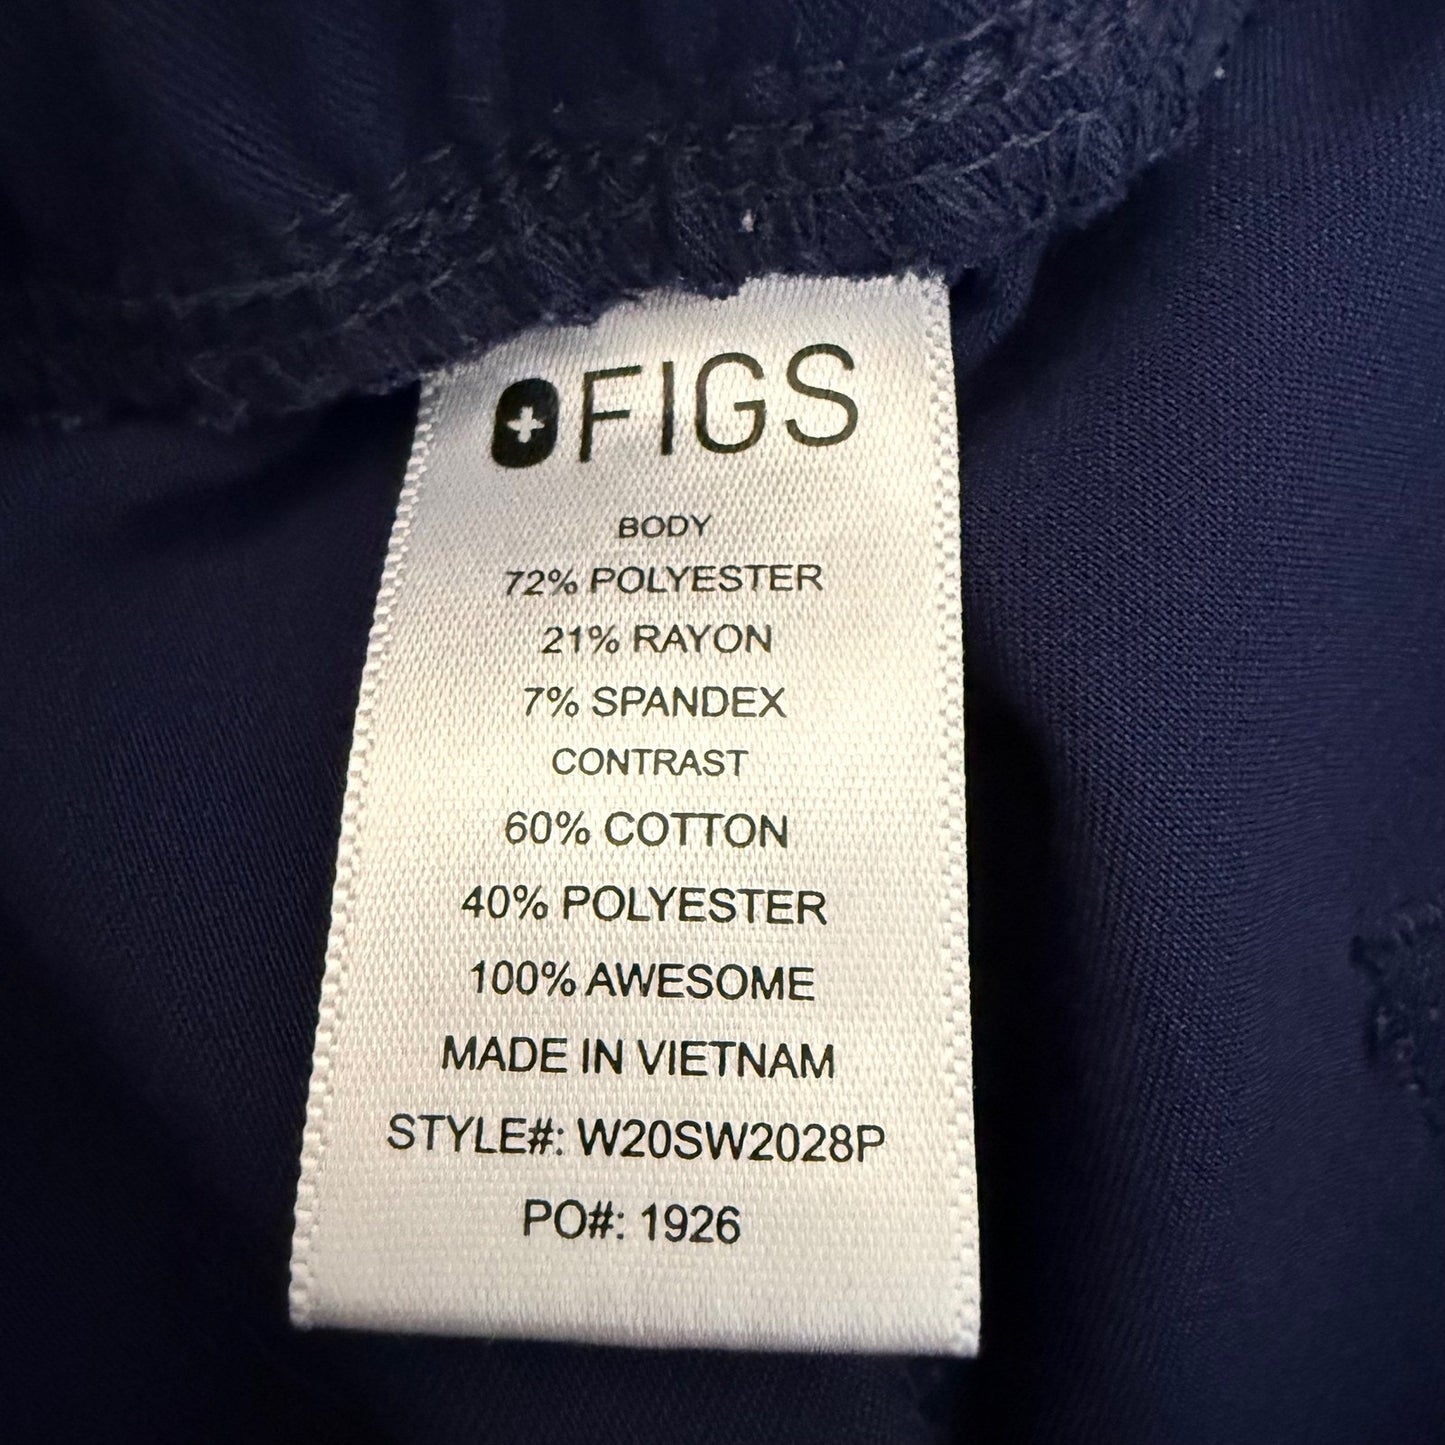 FIGS
BODY
72% POLYESTER
21% RAYON
7% SPANDEX
CONTRAST
60% COTTON
40% POLYESTER
100% AWESOME
MADE IN VIETNAM
STYLE#: W20SW2028P
PO#: 1926